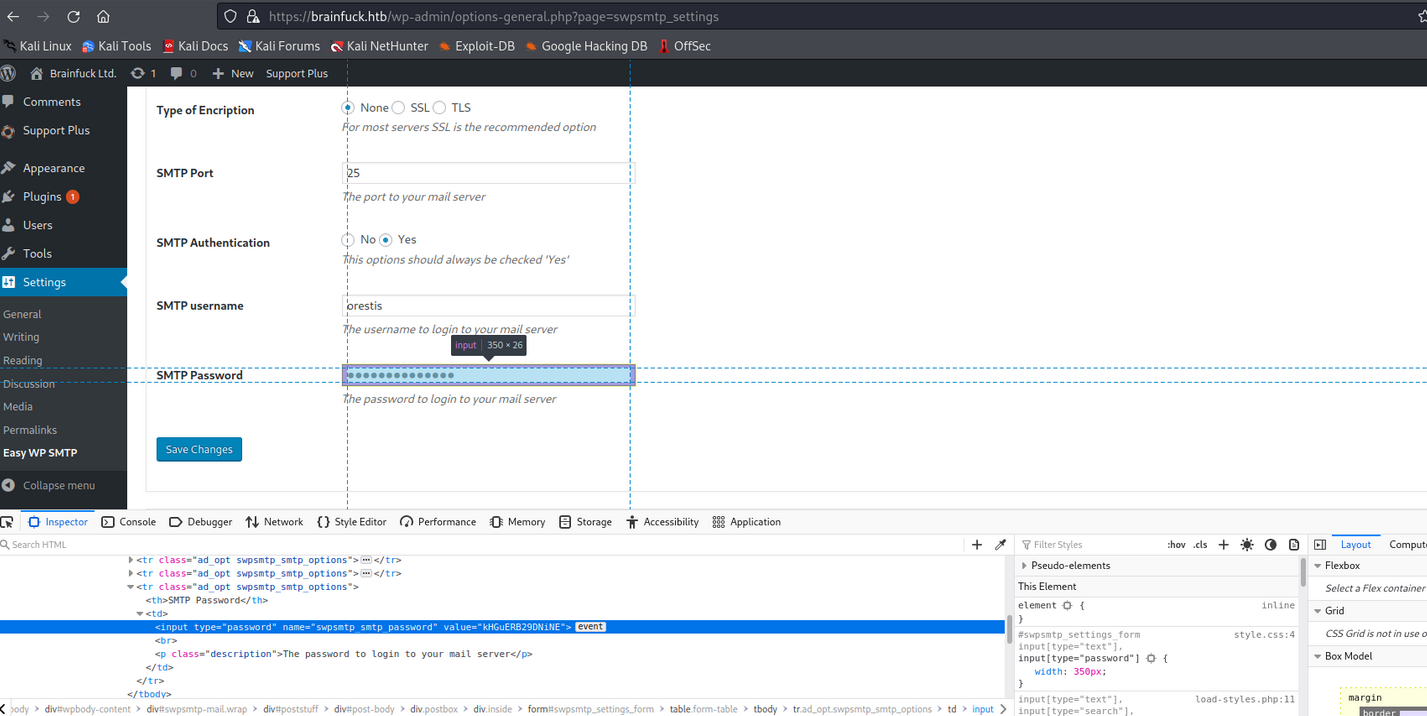 https://brainfuck.htb/wp-admin/options-general.php?page=swpsmtp_settings
Kali Linux Kali Tools Kali Docs Kali Forums Kali NetHunter Exploit-DB Google Hacking DB OffSec
Brainfuck Ltd. 1 0 New Support Plus
Comments
Support Plus
Appearance
Plugins 1
Users
Tools
Settings
General
Writing
Reading
Discussion
Media
Permalinks
Easy WP SMTP
Collapse menu
Type of Encription
None SSL TLS
For most servers SSL is the recommended option
SMTP Port
25
The port to your mail server
SMTP Authentication
No Yes
This options should always be checked 'Yes'
SMTP username
orestis
The username to login to your mail server
input 350 × 26
SMTP Password
The password to login to your mail server
Save Changes
Inspector Console Debugger Network Style Editor Performance Memory Storage Accessibility Application
Search HTML
<tr class="ad_opt swpsmtp_smtp_options"> </tr>
<tr class="ad_opt swpsmtp_smtp_options"> </tr>
<tr class="ad_opt swpsmtp_smtp_options">
<th>SMTP Password</th>
<td>
<input type="password" name="swpsmtp_smtp_password" value="kHGuERB29DNiNE"> event
<br>
<p class="description">The password to login to your mail server</p>
</td>
</tr>
</tbody>
body div#wpbody-content div#swpsmtp-mail.wrap div#poststuff div#post-body div.postbox div.inside form#swpsmtp_settings_form table.form-table tbody tr.ad_opt.swpsmtp_smtp_options td input
Filter Styles :hov .cls
Pseudo-elements
This Element
element { inline
}
#swpsmtp_settings_form style.css:4
input[type="text"],
input[type="password"] {
width: 350px;
}
input[type="text"], load-styles.php:11
input[type="search"],
Layout Comput
Flexbox
Select a Flex container
Grid
CSS Grid is not in use o
Box Model
margin
border